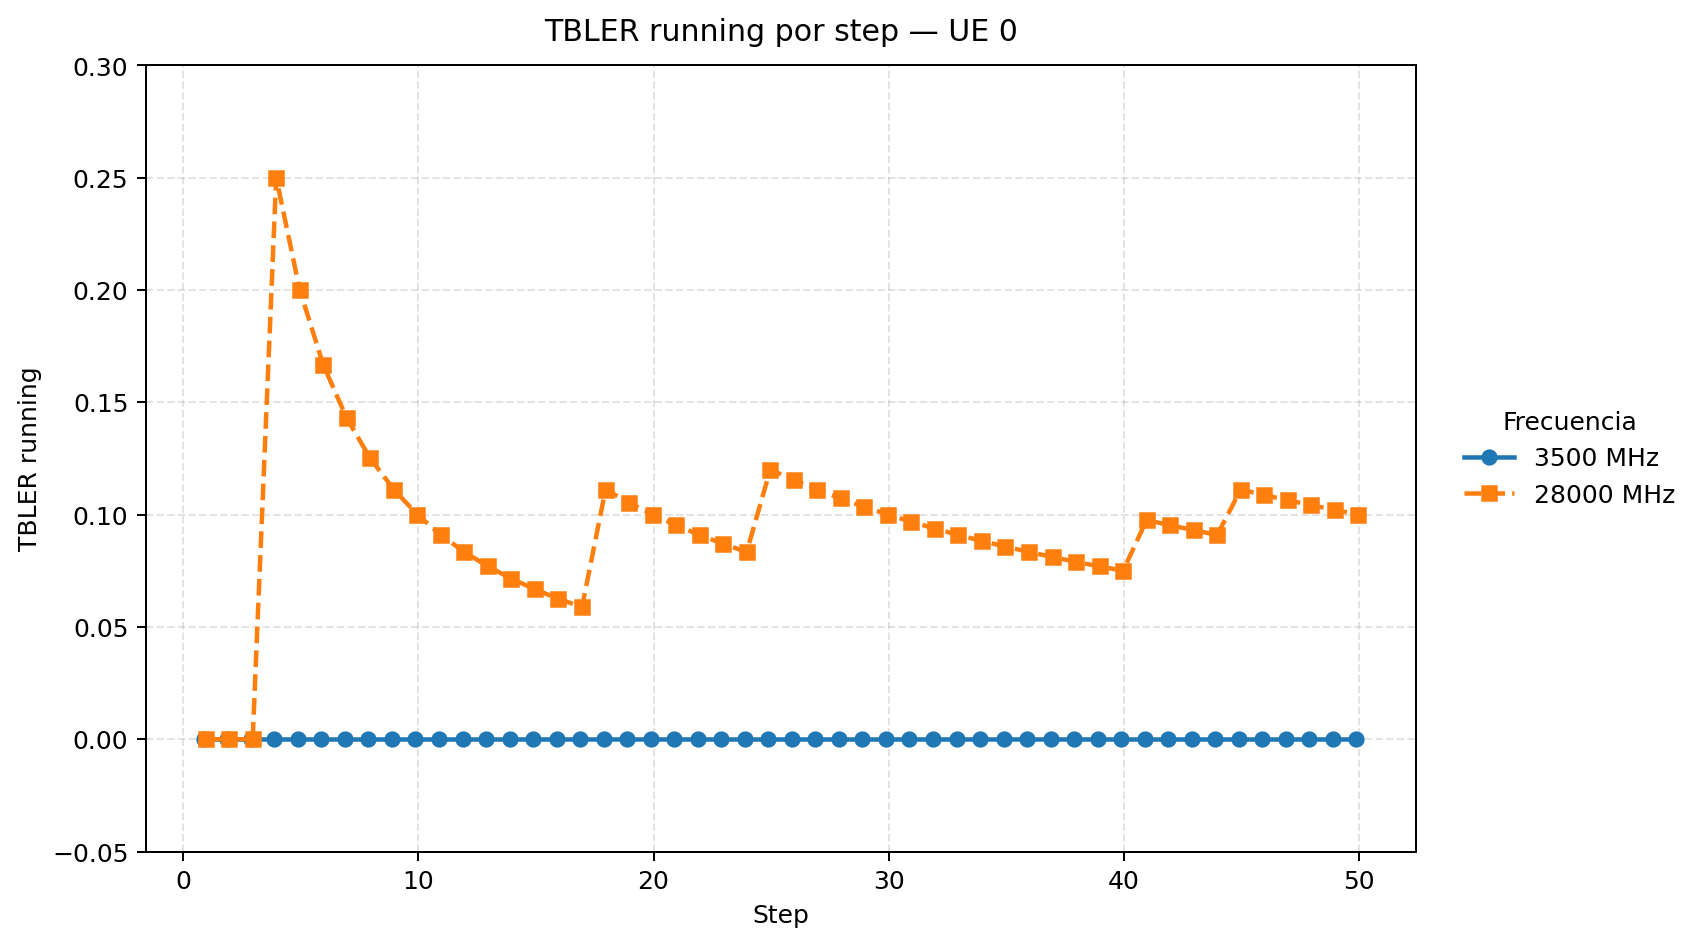 TBLER running por step — UE 0
0.30
0.25
0.20
0.15
0.10
0.05
0.00
−0.05
TBLER running
0 10 20 30 40 50
Step
Frecuencia
3500 MHz
28000 MHz